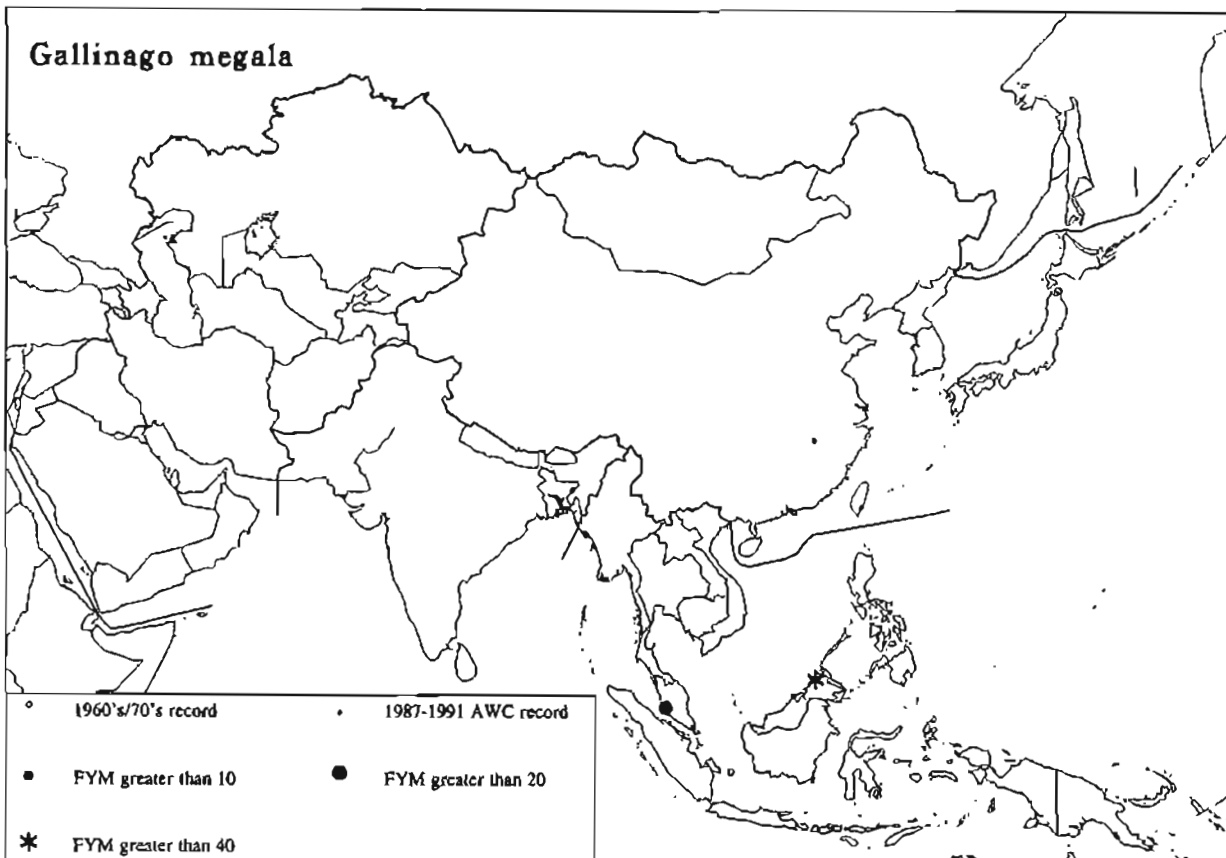 Gallinago megala
1960's/70's record
1987-1991 AWC record
FYM greater than 10
FYM greater than 20
FYM greater than 40